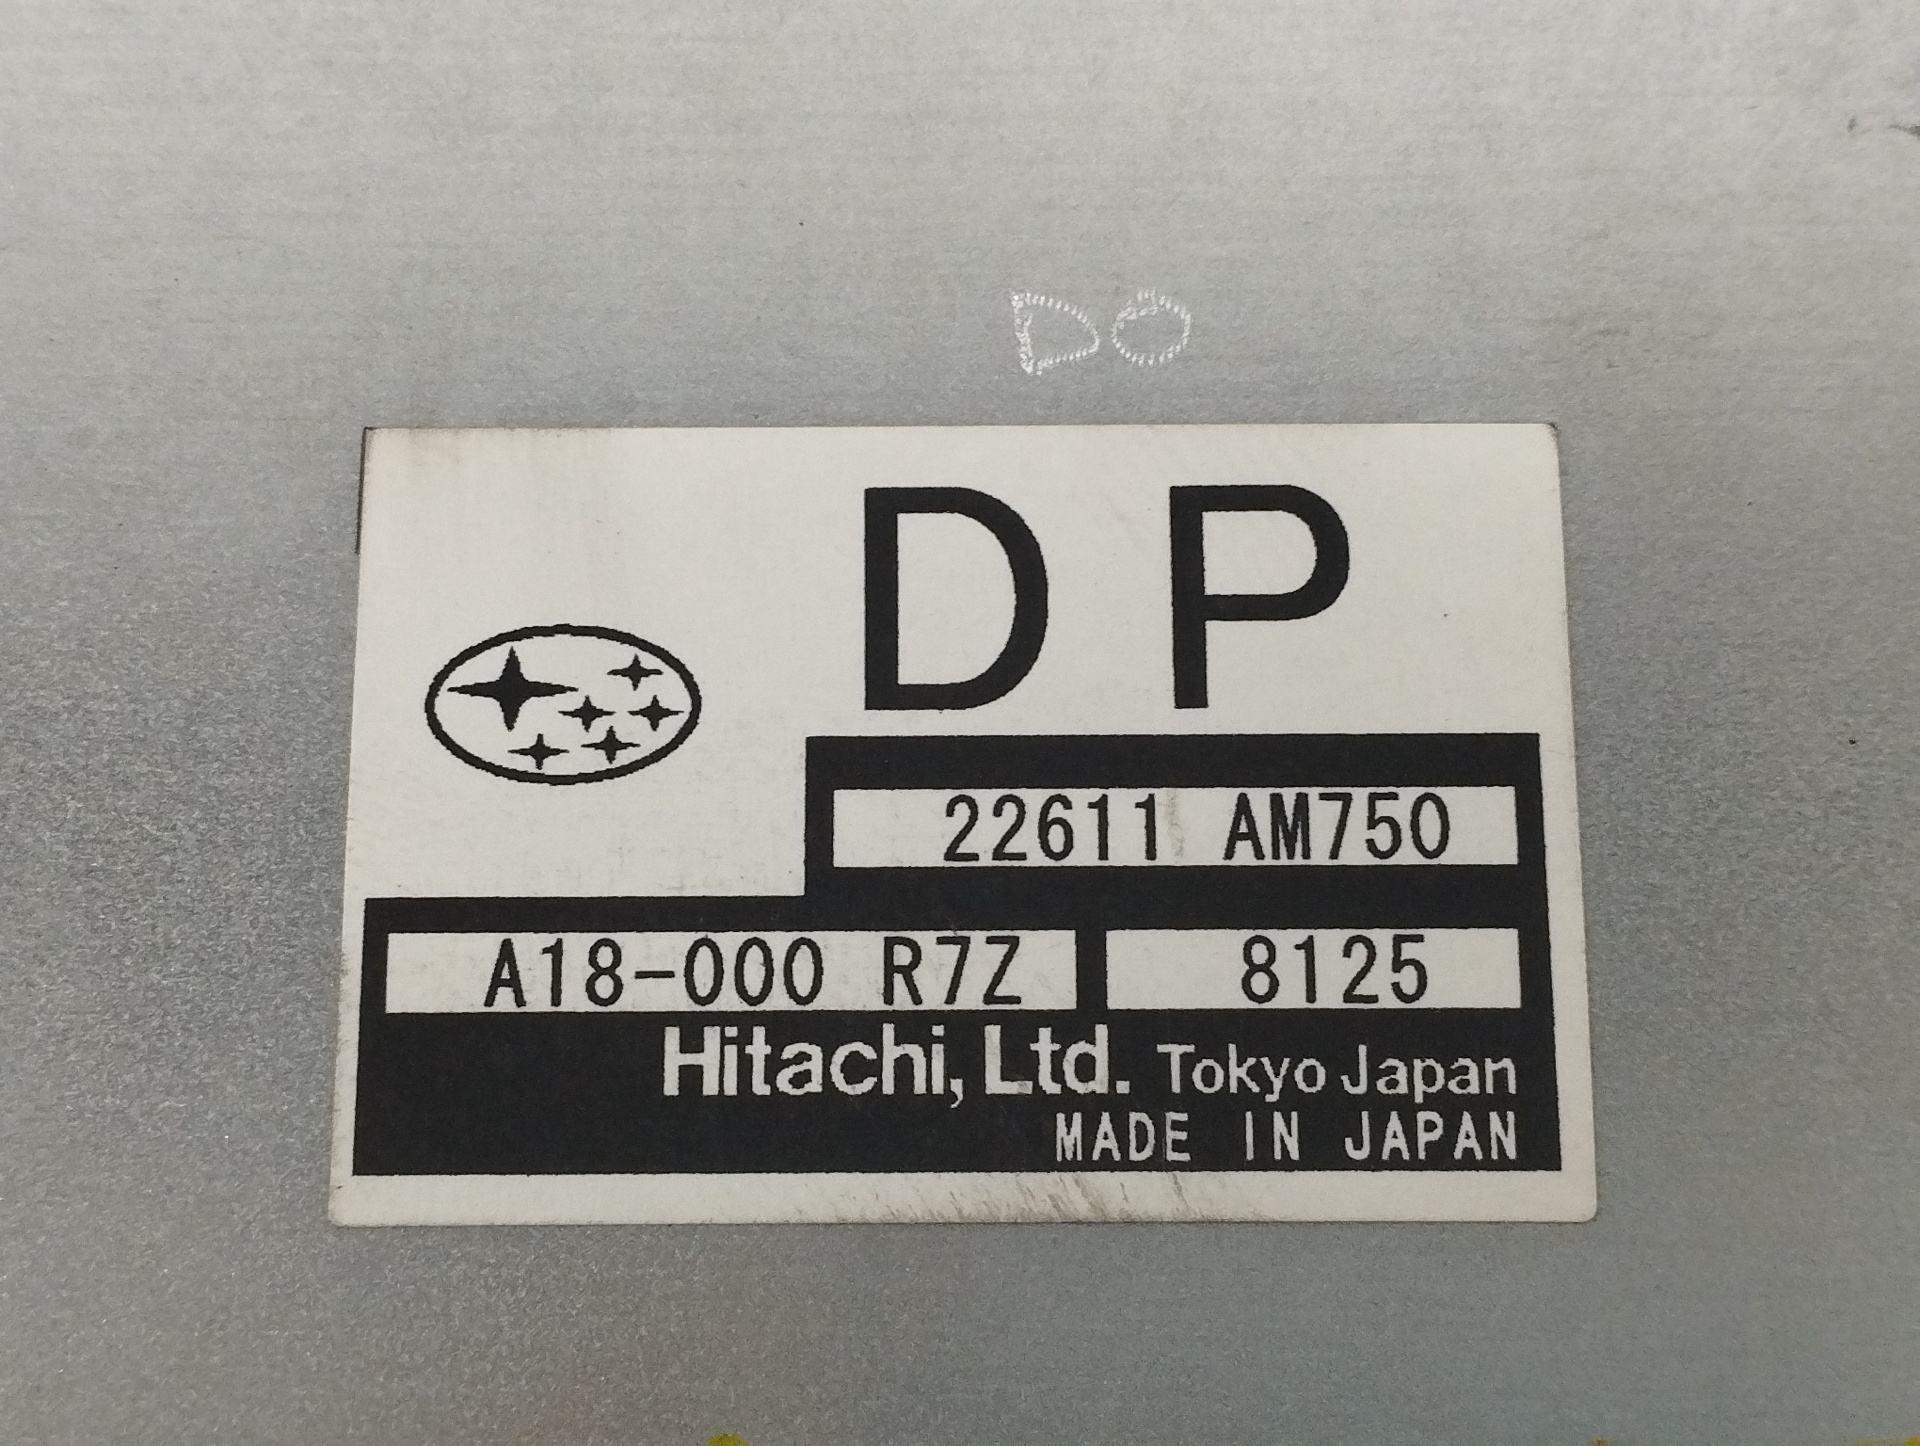 DO
DP
22611 AM750
A18-000 R7Z 8125
Hitachi, Ltd. Tokyo Japan
MADE IN JAPAN